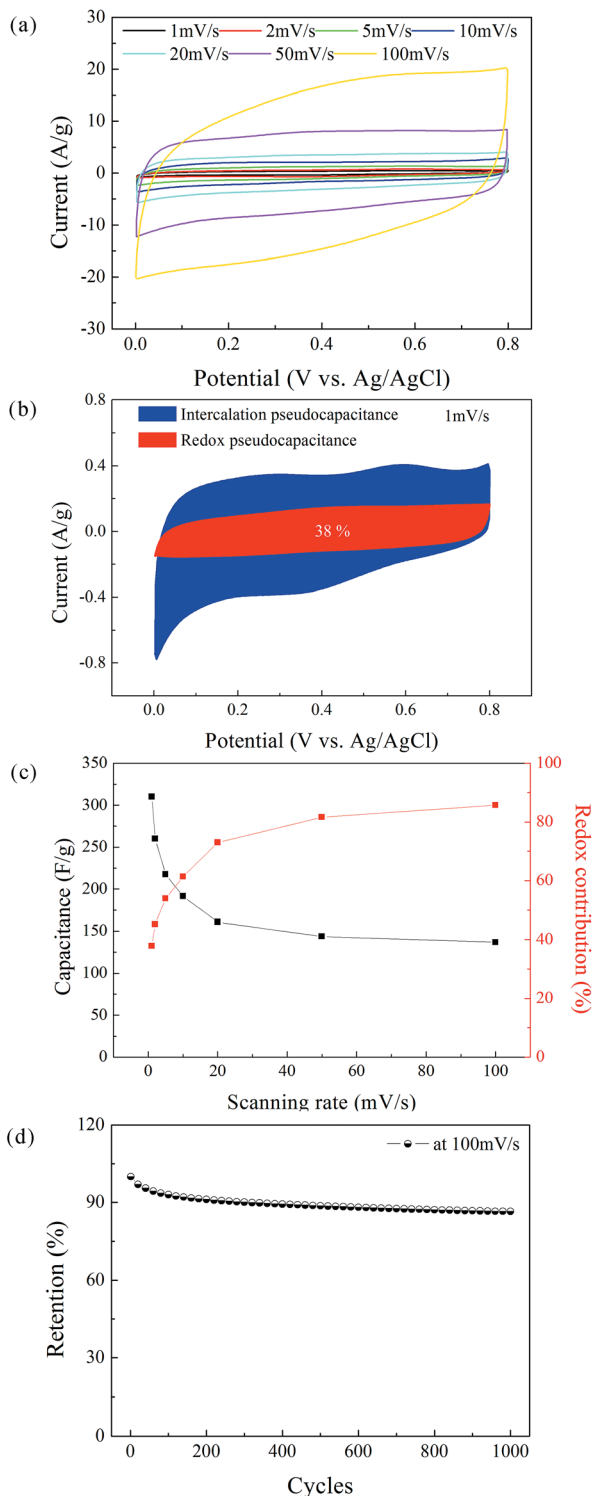 (a)
1mV/s 2mV/s 5mV/s 10mV/s
20mV/s 50mV/s 100mV/s
30
20
10
0
-10
-20
-30
Current (A/g)
0.0 0.2 0.4 0.6 0.8
Potential (V vs. Ag/AgCl)
(b)
Intercalation pseudocapacitance 1mV/s
Redox pseudocapacitance
0.8
0.4
0.0
-0.4
-0.8
Current (A/g)
38 %
0.0 0.2 0.4 0.6 0.8
Potential (V vs. Ag/AgCl)
(c)
350
300
250
200
150
100
50
0
Capacitance (F/g)
100
80
60
40
20
0
Redox contribution (%)
0 20 40 60 80 100
Scanning rate (mV/s)
(d)
at 100mV/s
120
90
60
30
0
Retention (%)
0 200 400 600 800 1000
Cycles